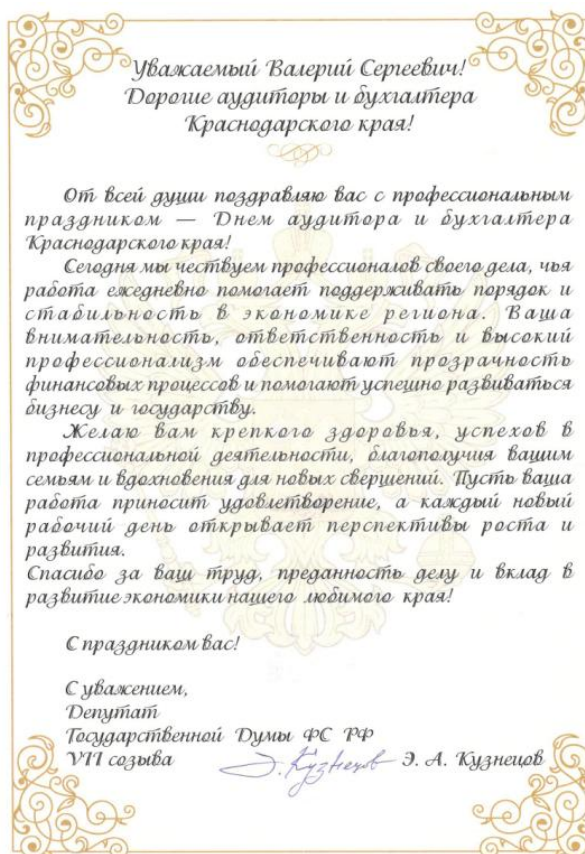 Уважаемый Валерий Сергеевич!
Дорогие аудиторы и бухгалтера
Краснодарского края!
От всей души поздравляю вас с профессиональным
праздником — Днем аудитора и бухгалтера
Краснодарского края!
Сегодня мы чествуем профессионалов своего дела, чья
работа ежедневно помогает поддерживать порядок и
стабильность в экономике региона. Ваша
внимательность, ответственность и высокий
профессионализм обеспечивают прозрачность
финансовых процессов и помогают успешно развиваться
бизнесу и государству.
Желаю вам крепкого здоровья, успехов в
профессиональной деятельности, благополучия вашим
семьям и вдохновения для новых свершений. Пусть ваша
работа приносит удовлетворение, а каждый новый
рабочий день открывает перспективы роста и
развития.
Спасибо за ваш труд, преданность делу и вклад в
развитие экономики нашего любимого края!
С праздником вас!
С уважением,
Депутат
Государственной Думы ФС РФ
VII созыва Э. Кузнецов Э. А. Кузнецов